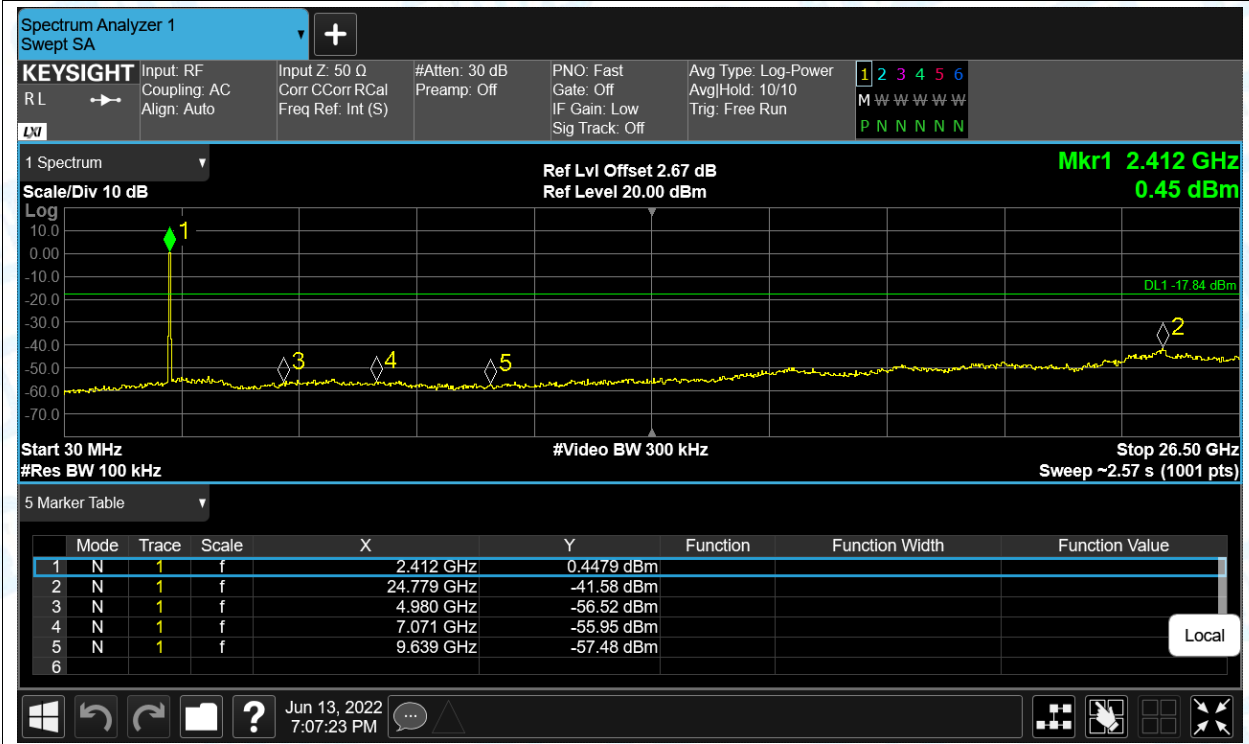 Spectrum Analyzer 1
Swept SA
+
KEYSIGHT Input: RF Input Z: 50 Ω #Atten: 30 dB PNO: Fast Avg Type: Log-Power 1 2 3 4 5 6
R L Coupling: AC Corr CCorr RCal Preamp: Off Gate: Off Avg|Hold: 10/10 M W W W W W
Align: Auto Freq Ref: Int (S) IF Gain: Low Trig: Free Run
LXI Sig Track: Off P N N N N N
1 Spectrum Ref Lvl Offset 2.67 dB Mkr1 2.412 GHz
Scale/Div 10 dB Ref Level 20.00 dBm 0.45 dBm
Log
10.0 1
0.00
-10.0
DL1 -17.84 dBm
-20.0
-30.0 2
-40.0
-50.0 3 4 5
-60.0
-70.0
Start 30 MHz #Video BW 300 kHz Stop 26.50 GHz
#Res BW 100 kHz Sweep ~2.57 s (1001 pts)
5 Marker Table
Mode Trace Scale X Y Function Function Width Function Value
1 N 1 f 2.412 GHz 0.4479 dBm
2 N 1 f 24.779 GHz -41.58 dBm
3 N 1 f 4.980 GHz -56.52 dBm
4 N 1 f 7.071 GHz -55.95 dBm
5 N 1 f 9.639 GHz -57.48 dBm
6
Local
? Jun 13, 2022
7:07:23 PM